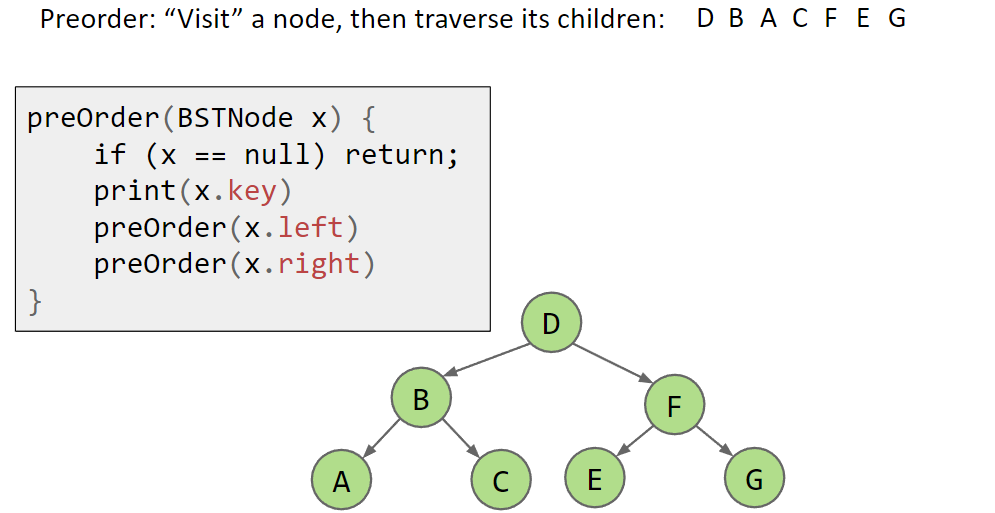 Preorder: “Visit” a node, then traverse its children: D B A C F E G
preOrder(BSTNode x) {
    if (x == null) return;
    print(x.key)
    preOrder(x.left)
    preOrder(x.right)
}
D
B
F
A
C
E
G